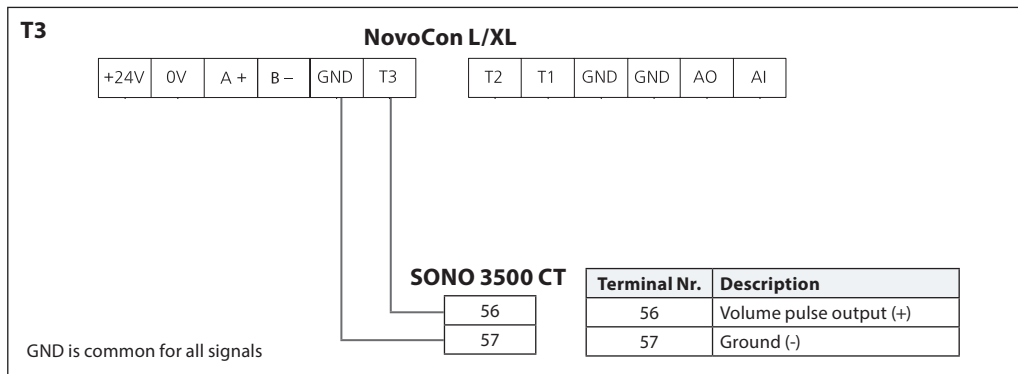 T3
NovoCon L/XL
+24V 0V A + B – GND T3 T2 T1 GND GND AO AI
SONO 3500 CT
56
57
Terminal Nr. Description
56 Volume pulse output (+)
57 Ground (-)
GND is common for all signals